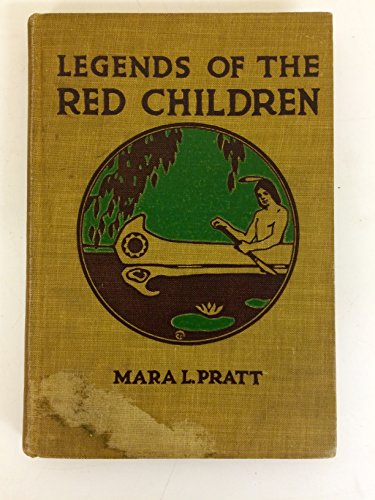 LEGENDS OF THE
RED CHILDREN
MARA L. PRATT